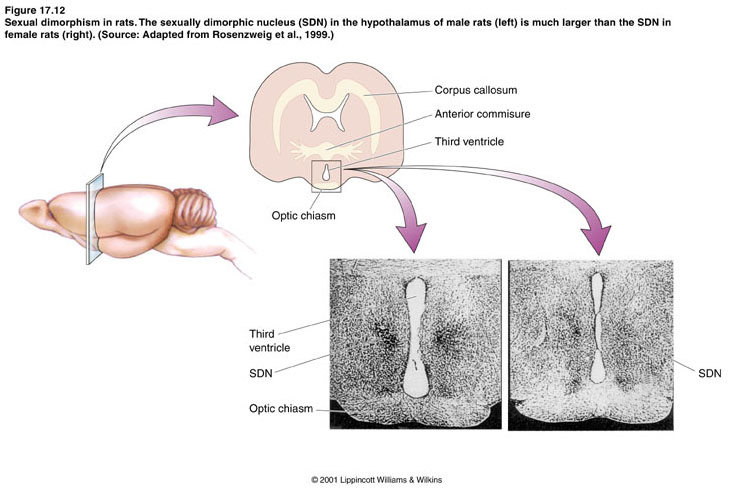 Figure 17.12
Sexual dimorphism in rats. The sexually dimorphic nucleus (SDN) in the hypothalamus of male rats (left) is much larger than the SDN in
female rats (right). (Source: Adapted from Rosenzweig et al., 1999.)
Corpus callosum
Anterior commisure
Third ventricle
Optic chiasm
Third
ventricle
SDN
SDN
Optic chiasm
© 2001 Lippincott Williams & Wilkins